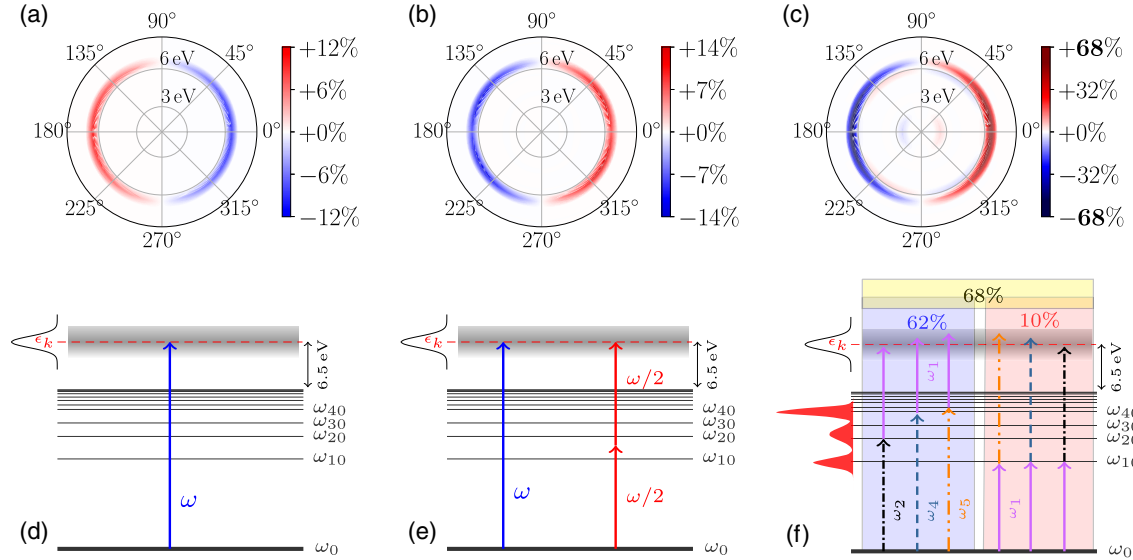 (a)
90°
135°
45°
6 eV
3 eV
180°
0°
225°
315°
270°
+12%
+6%
+0%
−6%
−12%
(b)
90°
135°
45°
6 eV
3 eV
180°
0°
225°
315°
270°
+14%
+7%
+0%
−7%
−14%
(c)
90°
135°
45°
6 eV
3 eV
180°
0°
225°
315°
270°
+68%
+32%
+0%
−32%
−68%
ϵk
6.5 eV
ω40
ω30
ω20
ω10
ω
ω0
(d)
ϵk
6.5 eV
ω/2
ω40
ω30
ω20
ω10
ω
ω/2
ω0
(e)
68%
62%
10%
ϵk
6.5 eV
ω1
ω40
ω30
ω20
ω10
ω2
ω4
ω5
ω1
ω0
(f)